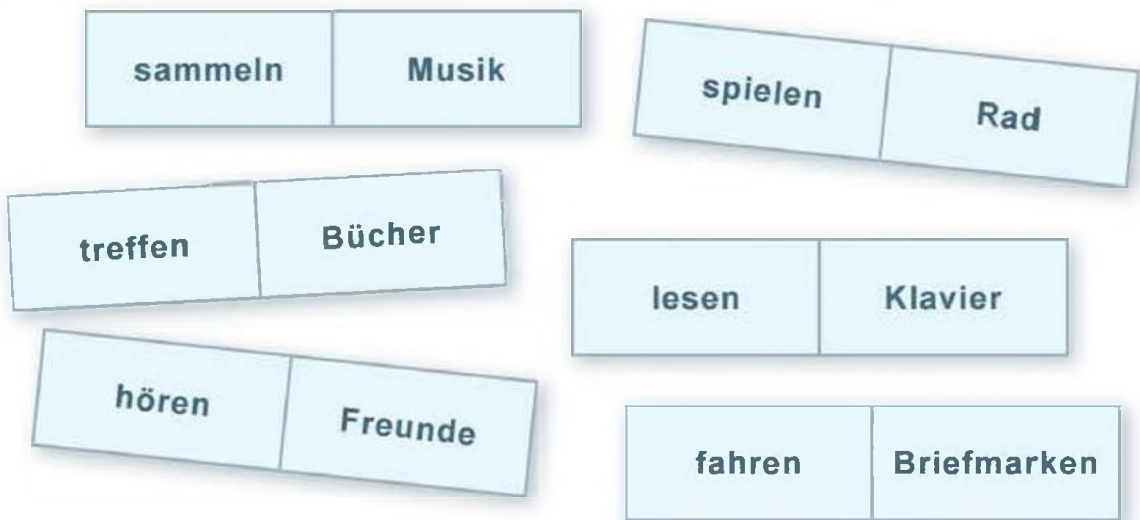 sammeln Musik
spielen Rad
treffen Bücher
lesen Klavier
hören Freunde
fahren Briefmarken